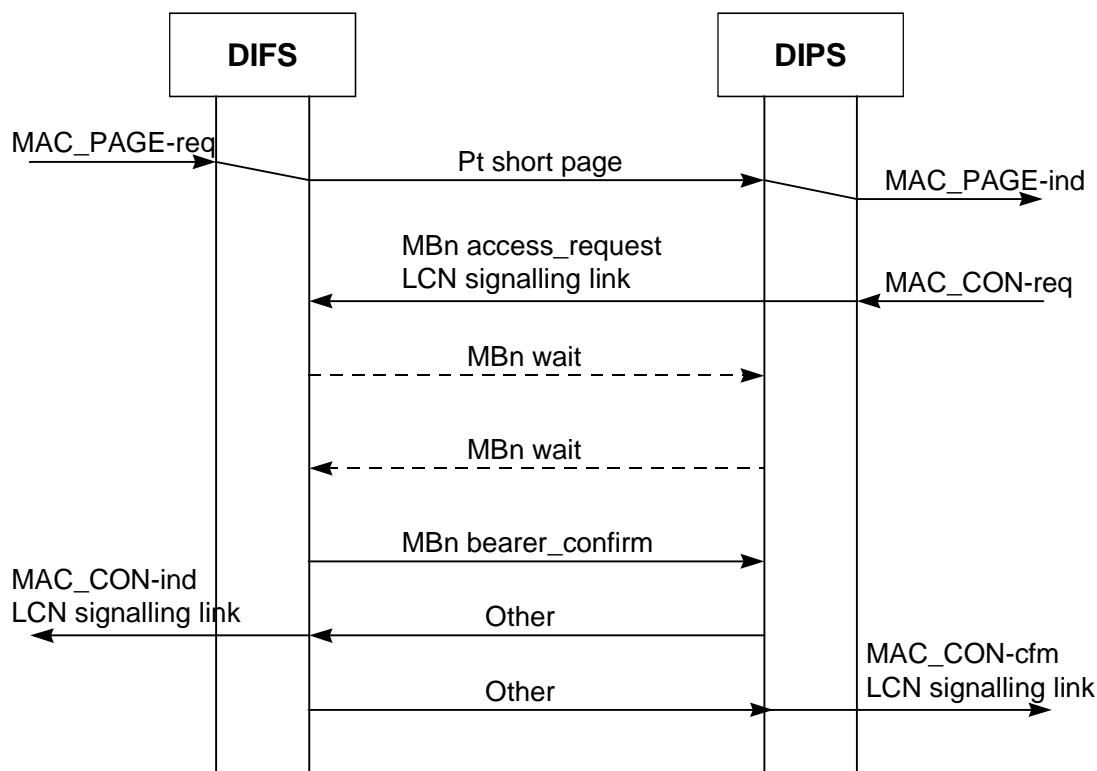 DIFS
DIPS
MAC_PAGE-req
Pt short page
MAC_PAGE-ind
MBn access_request
LCN signalling link
MAC_CON-req
MBn wait
MBn wait
MBn bearer_confirm
MAC_CON-ind
LCN signalling link
Other
MAC_CON-cfm
LCN signalling link
Other